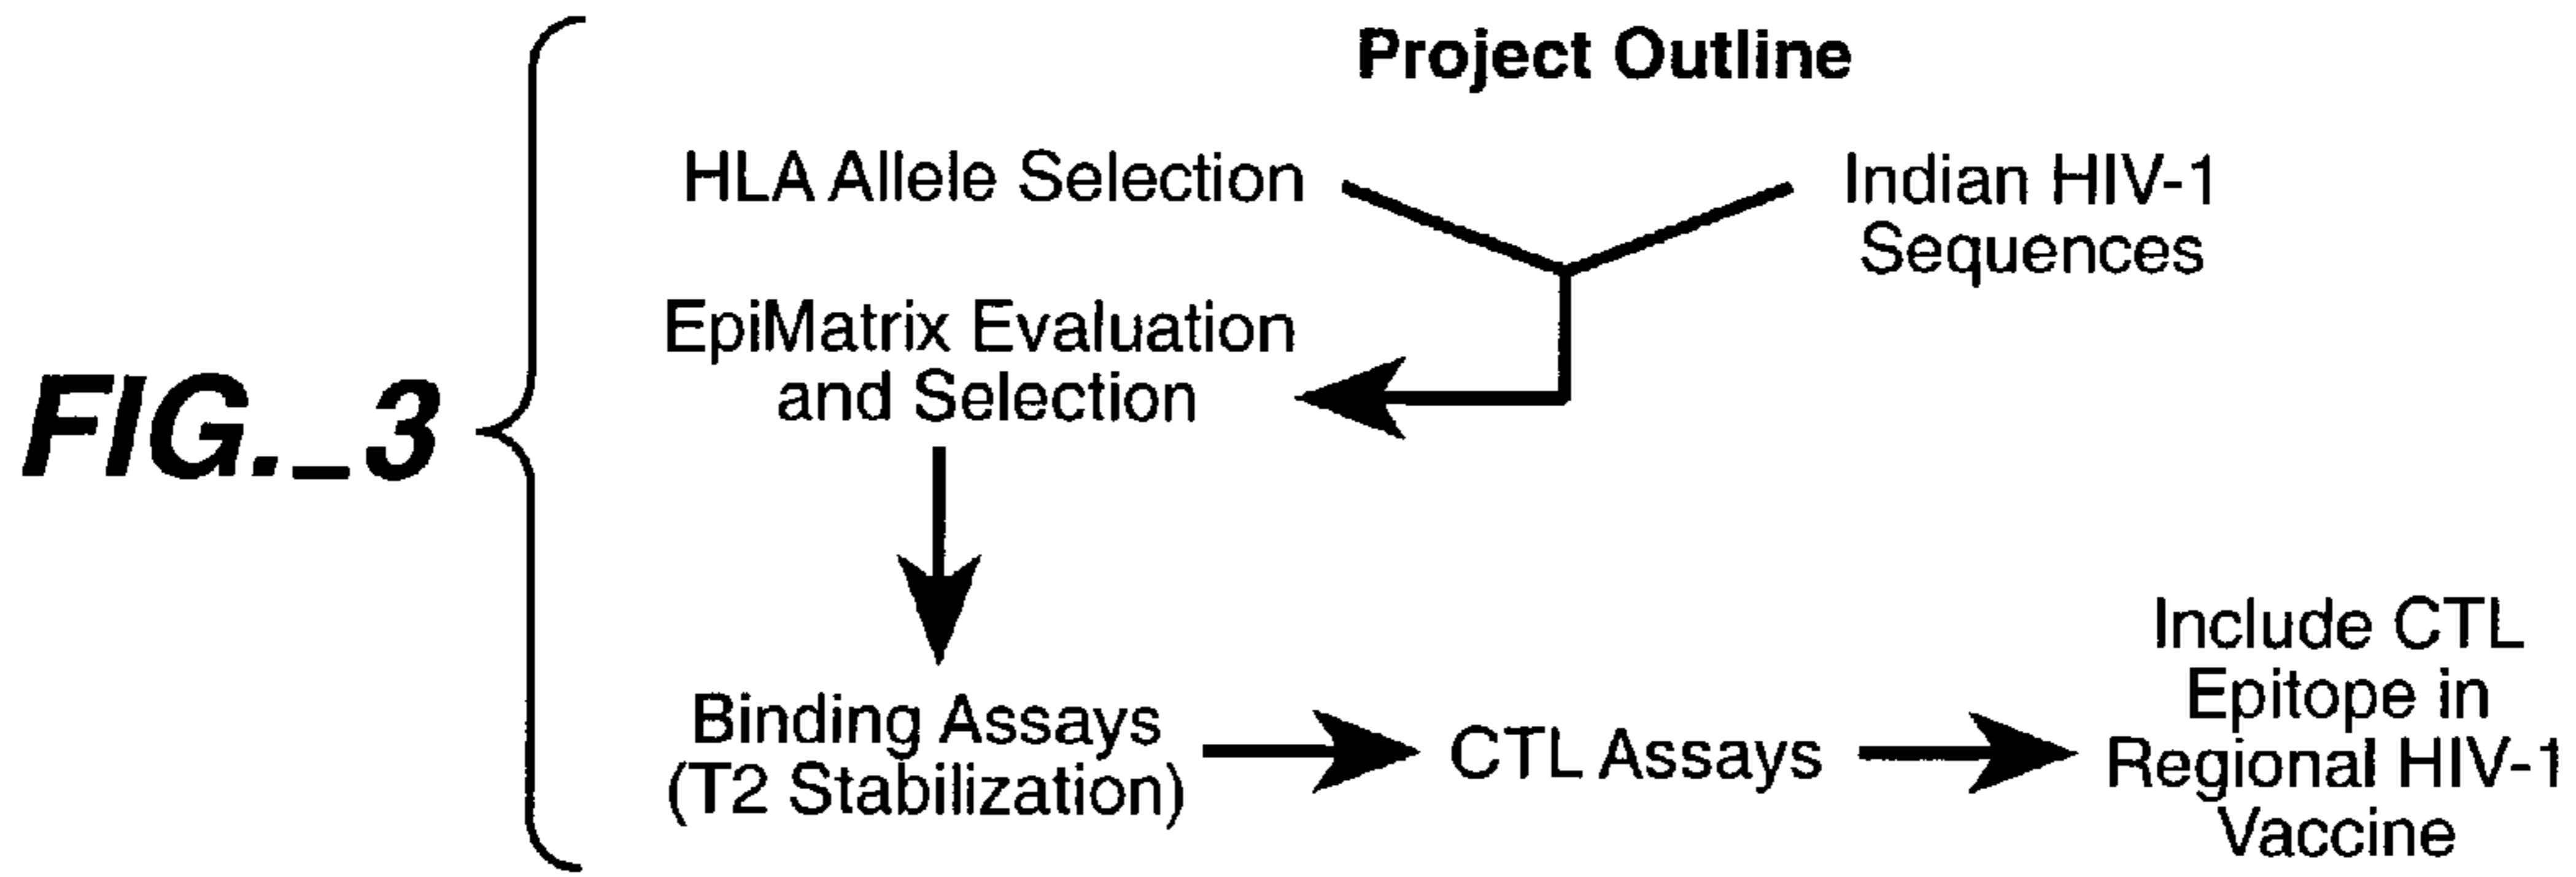 Project Outline
HLA Allele Selection
Indian HIV-1
Sequences
EpiMatrix Evaluation
and Selection
FIG._3
Binding Assays
(T2 Stabilization)
CTL Assays
Include CTL
Epitope in
Regional HIV-1
Vaccine